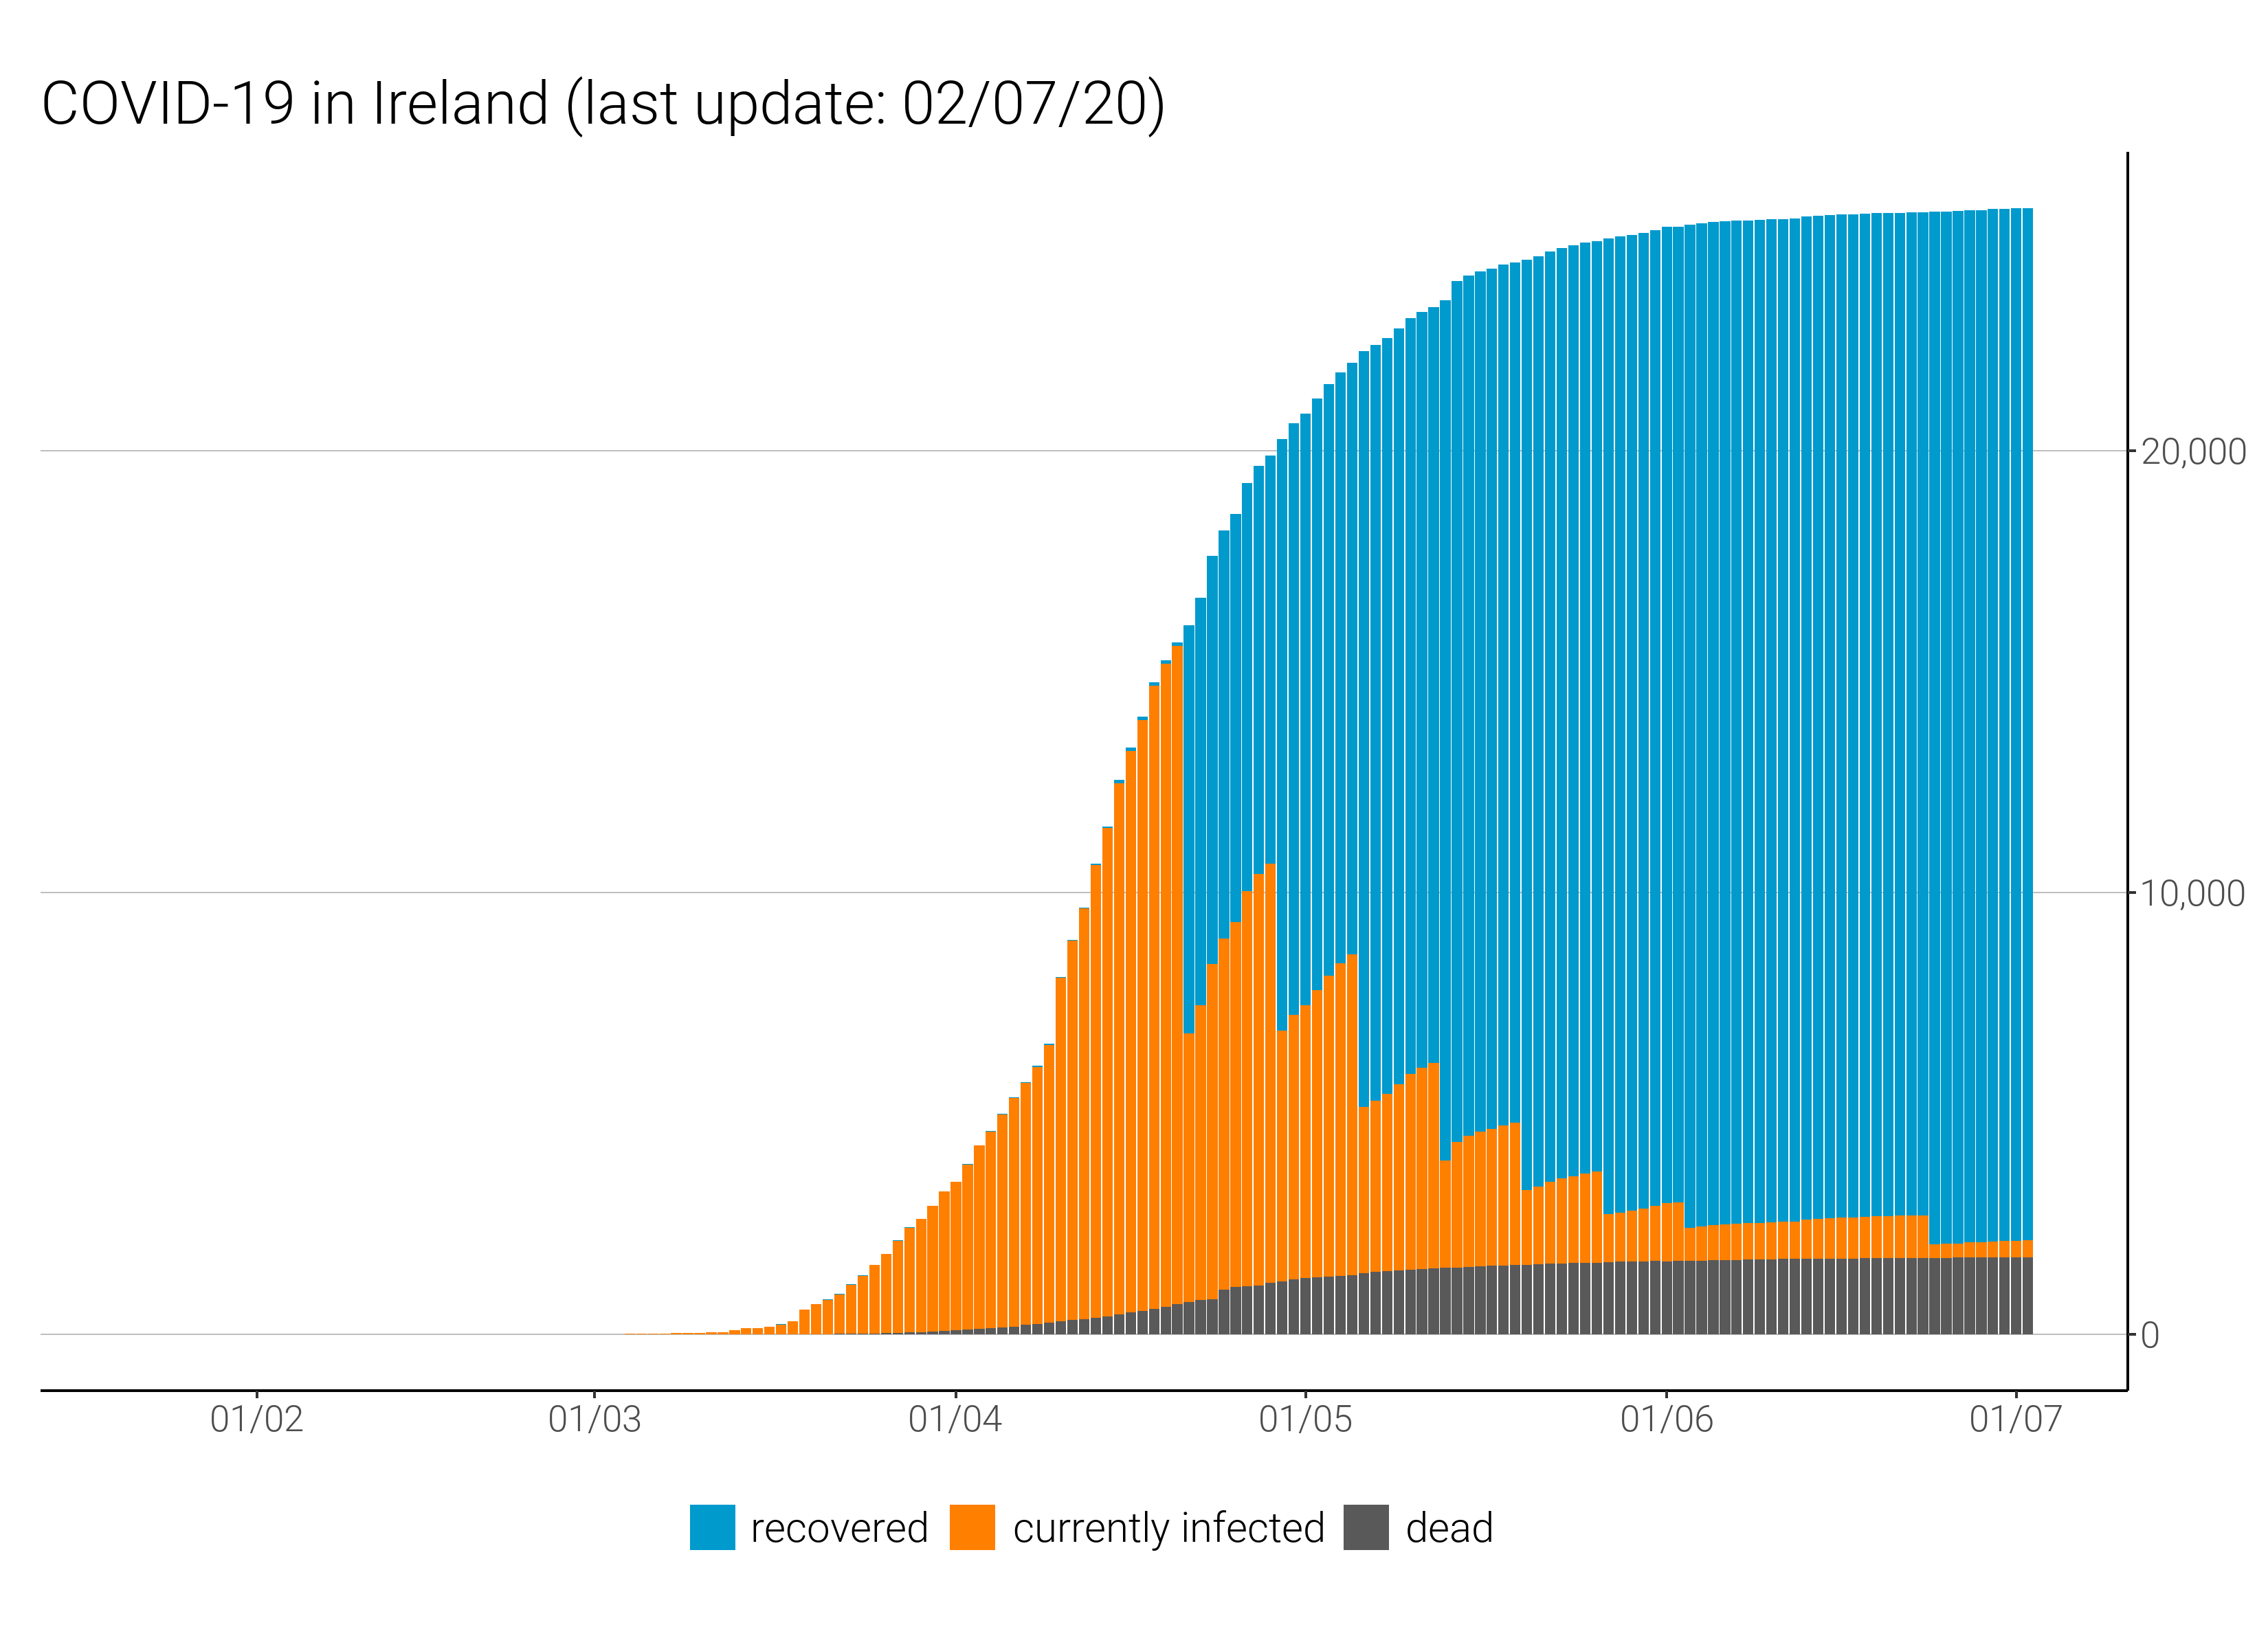 COVID-19 in Ireland (last update: 02/07/20)
20,000
10,000
0
01/02 01/03 01/04 01/05 01/06 01/07
recovered currently infected dead